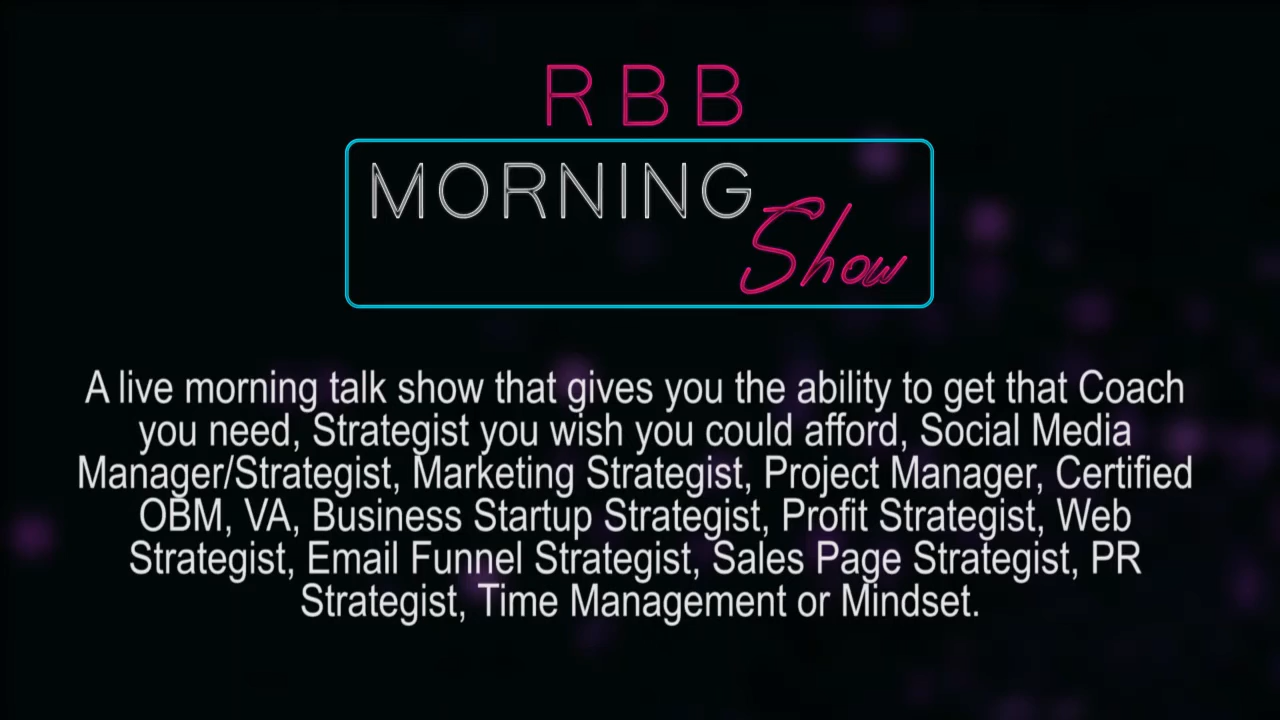 RBB
MORNING
Show
A live morning talk show that gives you the ability to get that Coach
you need, Strategist you wish you could afford, Social Media
Manager/Strategist, Marketing Strategist, Project Manager, Certified
OBM, VA, Business Startup Strategist, Profit Strategist, Web
Strategist, Email Funnel Strategist, Sales Page Strategist, PR
Strategist, Time Management or Mindset.